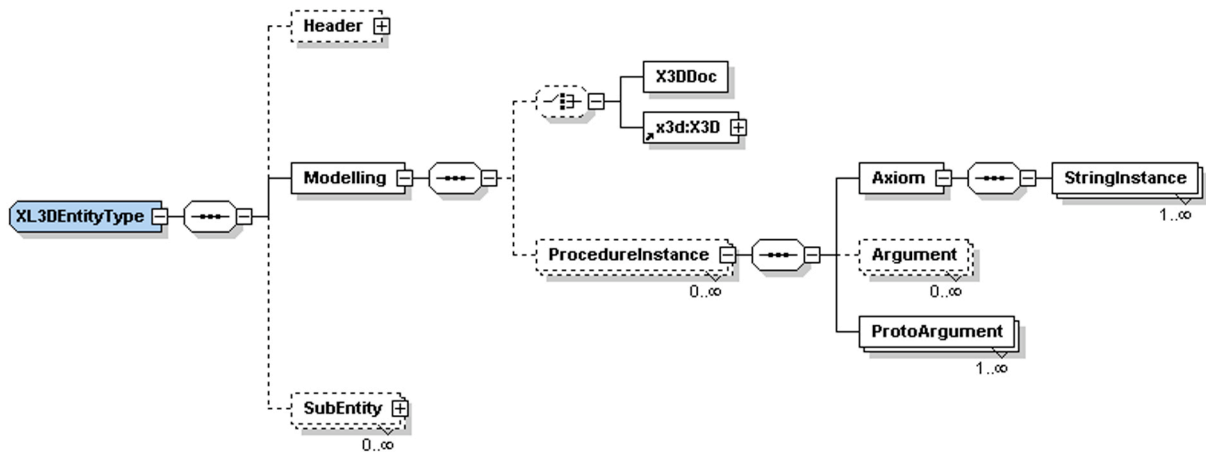 Header
X3DDoc
x3d:X3D
Modelling
Axiom
StringInstance
1..∞
XL3DEntityType
ProcedureInstance
0..∞
Argument
0..∞
ProtoArgument
1..∞
SubEntity
0..∞